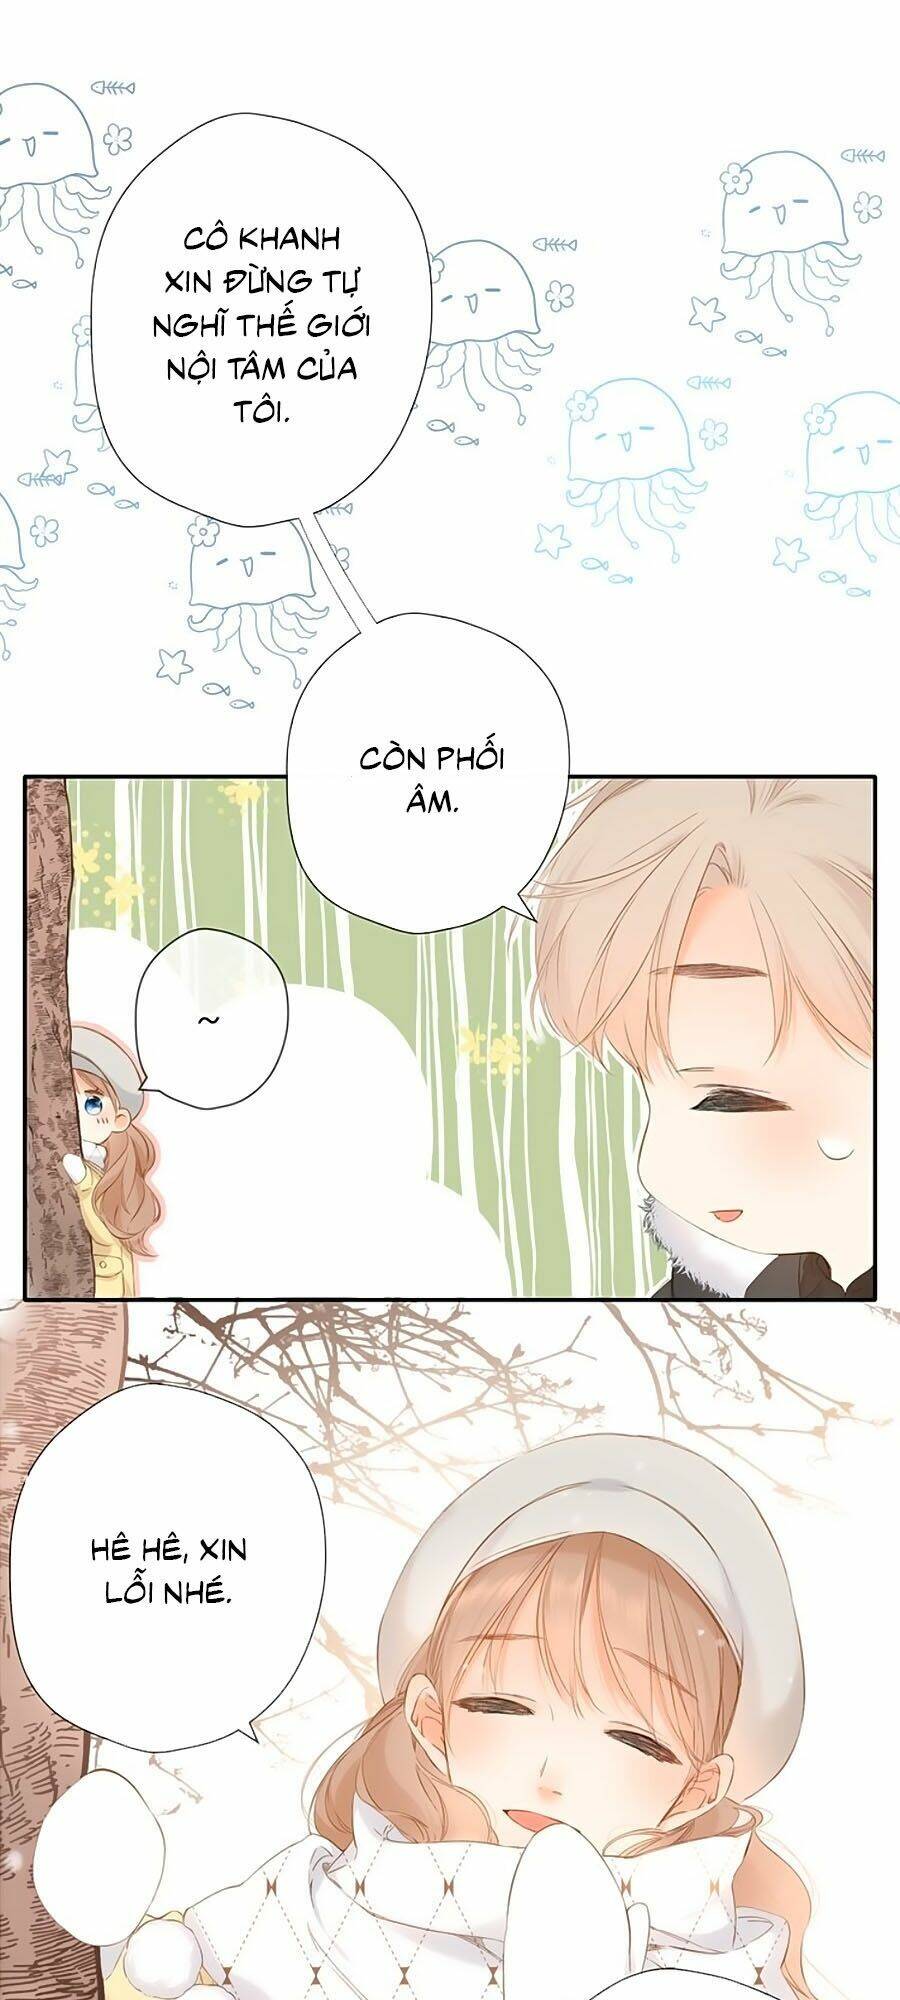 CÔ KHANH
XIN ĐỪNG TỰ
NGHĨ THẾ GIỚI
NỘI TÂM CỦA
TÔI.
CÒN PHỐI
ÂM.
~
HÊ HÊ, XIN
LỖI NHÉ.